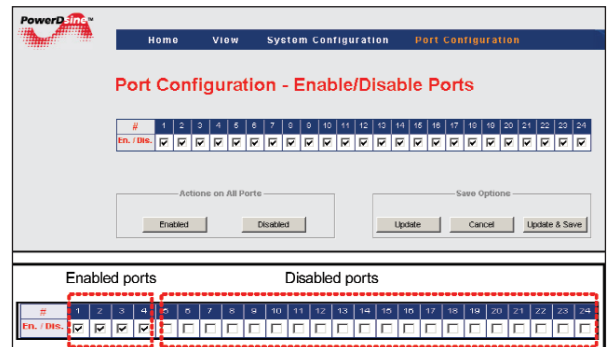 PowerDsine™
Home View System Configuration Port Configuration
Port Configuration - Enable/Disable Ports
# 1 2 3 4 5 6 7 8 9 10 11 12 13 14 15 16 17 18 19 20 21 22 23 24
En. / Dis.
Actions on All Ports Save Options
Enabled Disabled Update Cancel Update & Save
Enabled ports Disabled ports
# 1 2 3 4 5 6 7 8 9 10 11 12 13 14 15 16 17 18 19 20 21 22 23 24
En. / Dis.